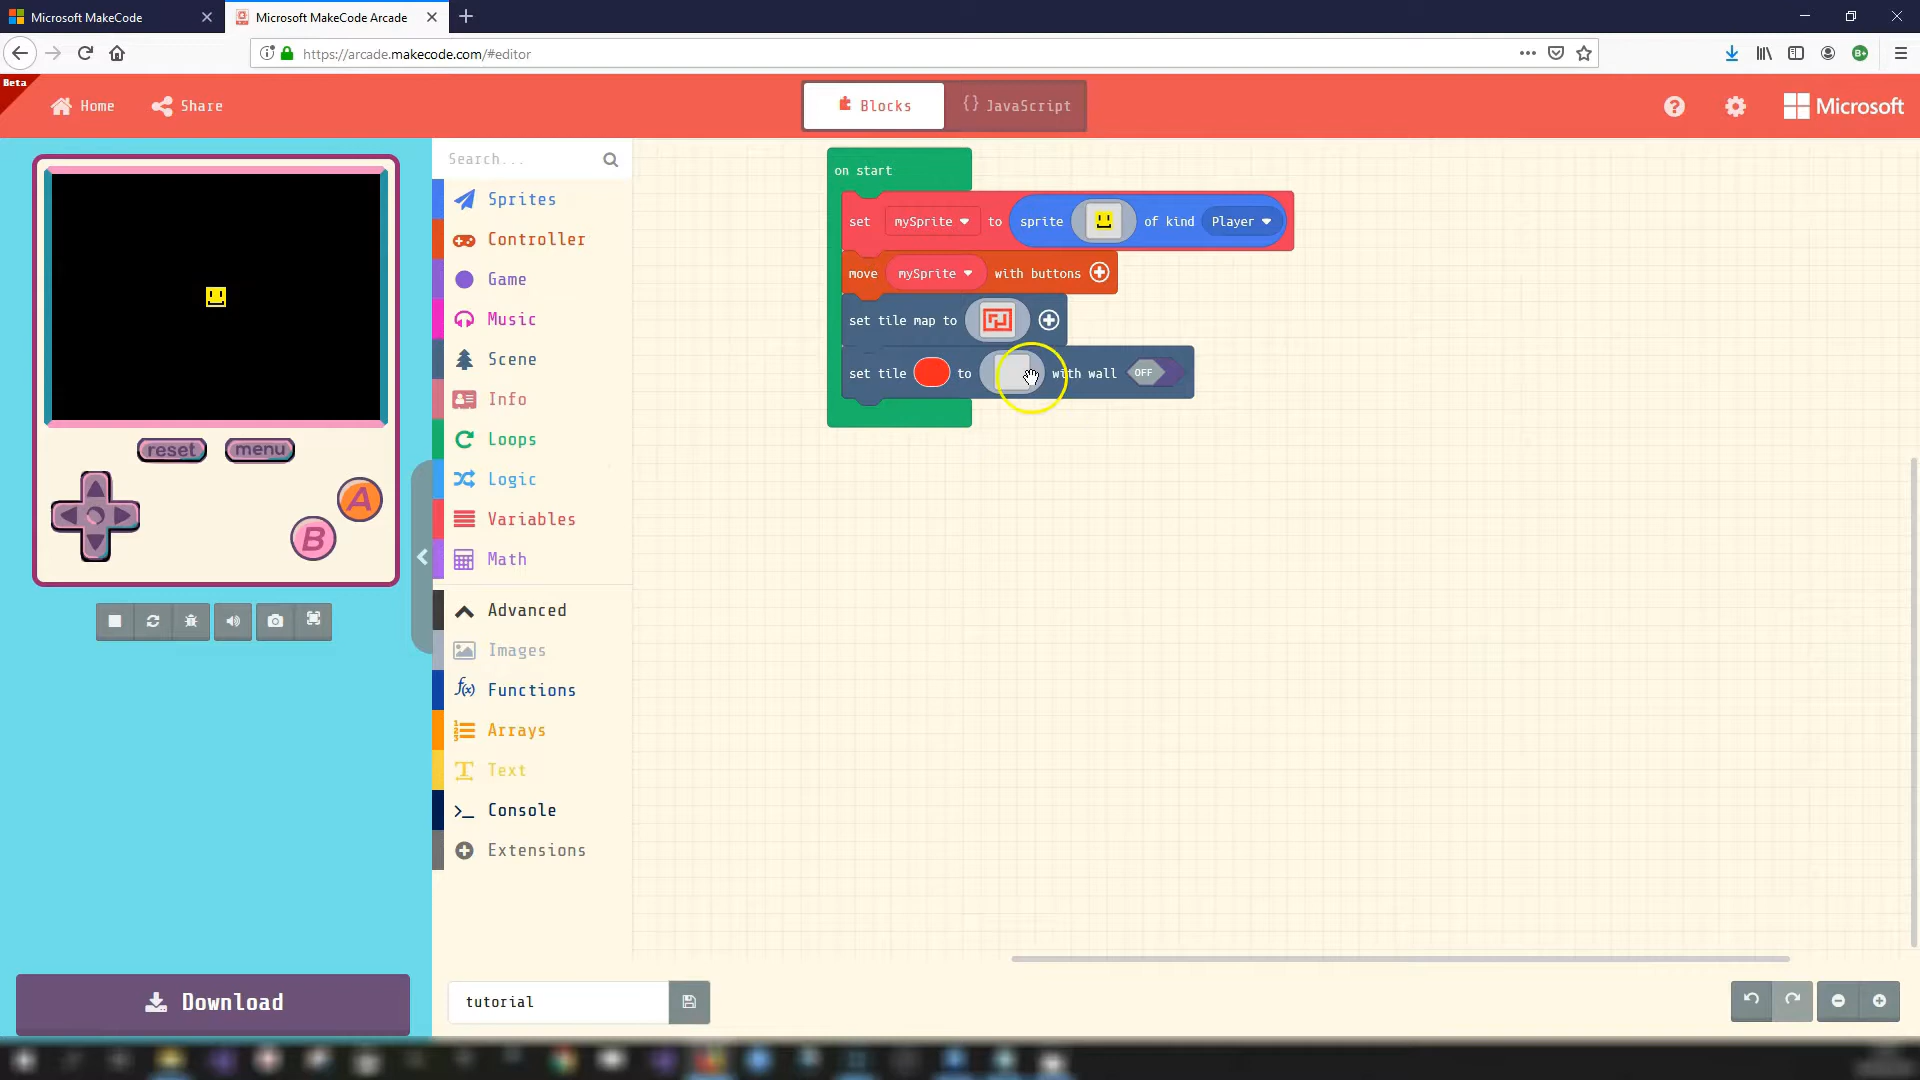 Microsoft MakeCode
Microsoft MakeCode Arcade
https://arcade.makecode.com/#editor
Beta
Home
Share
Blocks
{} JavaScript
Microsoft
Search...
Sprites
Controller
Game
Music
Scene
Info
Loops
Logic
Variables
Math
Advanced
Images
Functions
Arrays
Text
Console
Extensions
on start
set mySprite to sprite of kind Player
move mySprite with buttons
set tile map to
set tile to with wall OFF
reset
menu
A
B
Download
tutorial